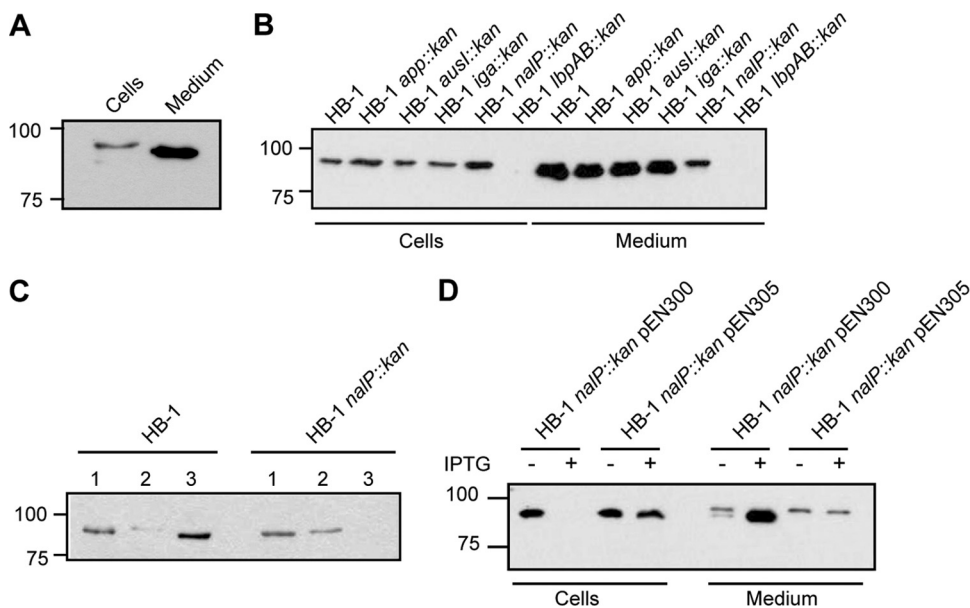 A
Cells
Medium
100
75
B
HB-1
HB-1 app::kan
HB-1 ausI::kan
HB-1 iga::kan
HB-1 nalP::kan
HB-1 lbpAB::kan
HB-1
HB-1 app::kan
HB-1 ausI::kan
HB-1 iga::kan
HB-1 nalP::kan
HB-1 lbpAB::kan
100
75
Cells
Medium
C
HB-1
HB-1 nalP::kan
1 2 3 1 2 3
100
75
D
HB-1 nalP::kan pEN300
HB-1 nalP::kan pEN305
HB-1 nalP::kan pEN300
HB-1 nalP::kan pEN305
IPTG - + - + - + - +
100
75
Cells
Medium